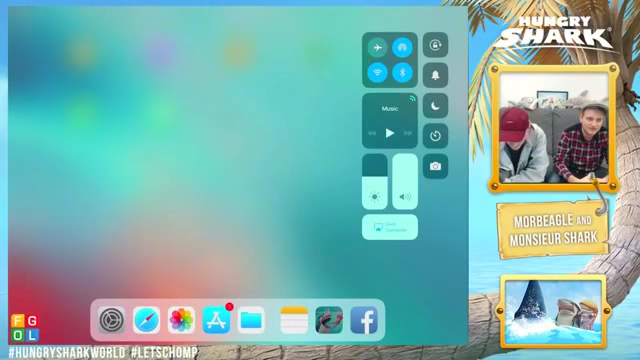 HUNGRY
SHARK
Music
MORBEAGLE AND
MONSIEUR SHARK
F G
O L
#HUNGRYSHARKWORLD #LETSCHOMP